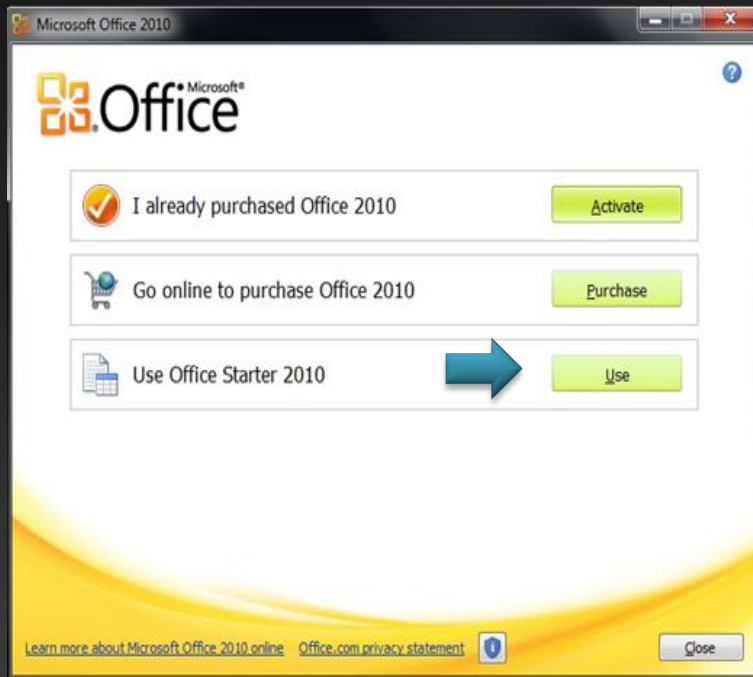 Microsoft Office 2010
Microsoft®
Office
I already purchased Office 2010
Activate
Go online to purchase Office 2010
Purchase
Use Office Starter 2010
Use
Learn more about Microsoft Office 2010 online Office.com privacy statement
Close